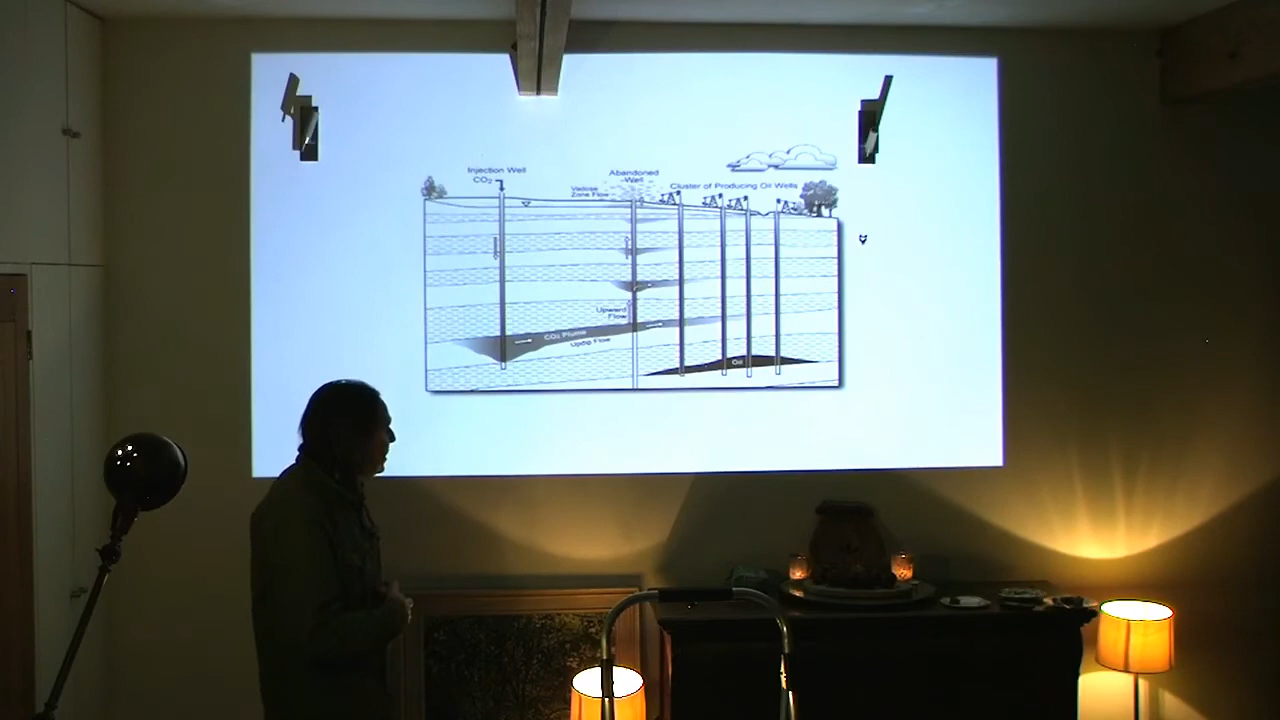 Injection Well
CO₂
Abandoned
Well
Vadose
Zone Flow
Cluster of Producing Oil Wells
Upward
Flow
CO₂ Plume
Updip Flow
Oil